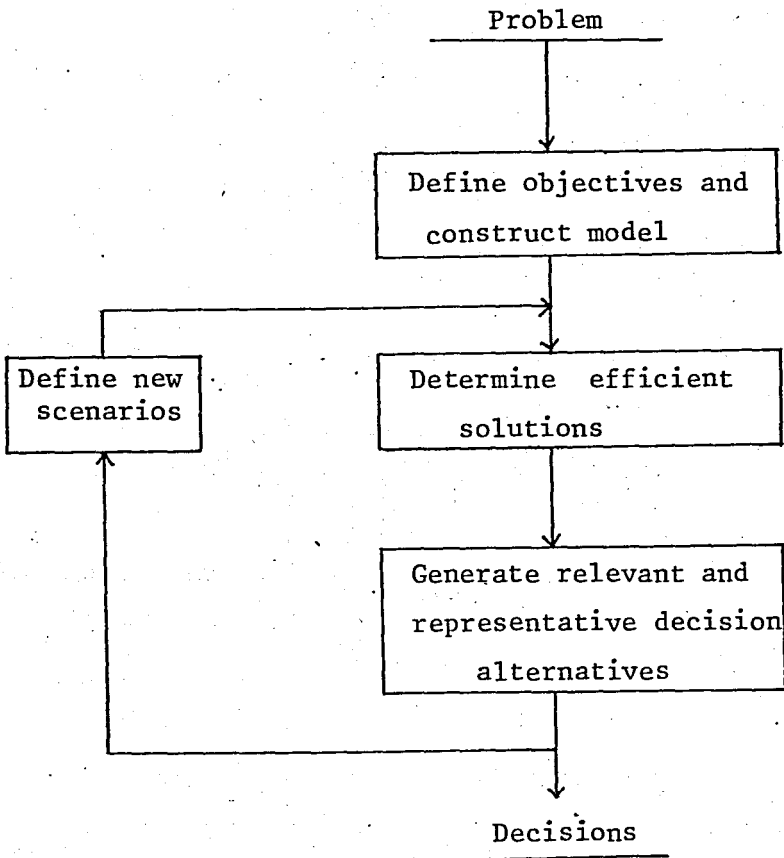 Problem
Define objectives and
construct model
Define new
scenarios
Determine efficient
solutions
Generate relevant and
representative decision
alternatives
Decisions